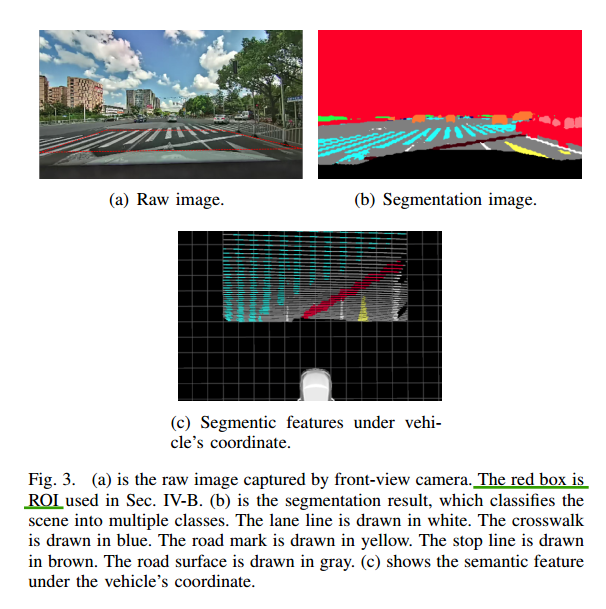 (a) Raw image.
(b) Segmentation image.
(c) Segmentic features under vehi-
cle's coordinate.
Fig. 3. (a) is the raw image captured by front-view camera. The red box is
ROI used in Sec. IV-B. (b) is the segmentation result, which classifies the
scene into multiple classes. The lane line is drawn in white. The crosswalk
is drawn in blue. The road mark is drawn in yellow. The stop line is drawn
in brown. The road surface is drawn in gray. (c) shows the semantic feature
under the vehicle's coordinate.